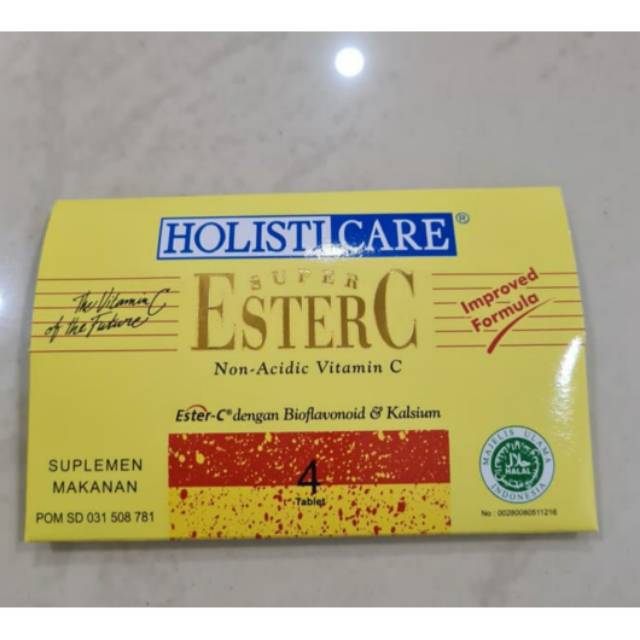 HOLISTICARE®
SUPER
ESTER C
Non-Acidic Vitamin C
The Vitamin C
of the Future
Improved
Formula
Ester-C® dengan Bioflavonoid & Kalsium
4
Tablet
SUPLEMEN
MAKANAN
POM SD 031 508 781
MAJELIS ULAMA
INDONESIA
HALAL
No : 00280080511216